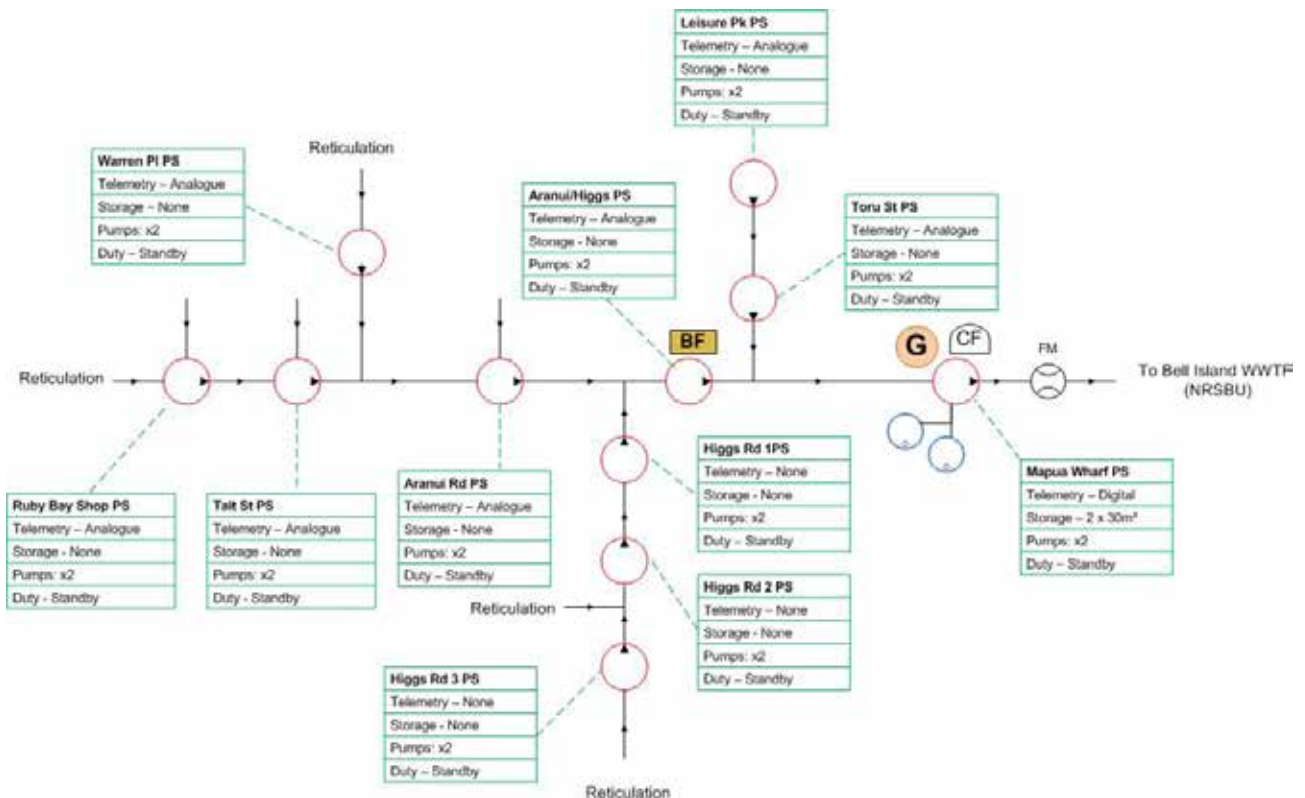 Leisure Pk PS
Telemetry – Analogue
Storage - None
Pumps: x2
Duty – Standby
Reticulation
Warren Pl PS
Telemetry – Analogue
Storage – None
Pumps: x2
Duty – Standby
Aranui/Higgs PS
Telemetry – Analogue
Storage - None
Pumps: x2
Duty – Standby
Toru St PS
Telemetry – Analogue
Storage - None
Pumps: x2
Duty – Standby
BF
G
CF
FM
Reticulation
To Bell Island WWTP
(NRSBU)
Ruby Bay Shop PS
Telemetry – Analogue
Storage - None
Pumps: x2
Duty - Standby
Tait St PS
Telemetry – Analogue
Storage - None
Pumps: x2
Duty - Standby
Aranui Rd PS
Telemetry – Analogue
Storage - None
Pumps: x2
Duty – Standby
Higgs Rd 1PS
Telemetry – None
Storage - None
Pumps: x2
Duty – Standby
Mapua Wharf PS
Telemetry – Digital
Storage – 2 x 30m³
Pumps: x2
Duty – Standby
Higgs Rd 2 PS
Telemetry – None
Storage - None
Pumps: x2
Duty – Standby
Reticulation
Higgs Rd 3 PS
Telemetry – None
Storage - None
Pumps: x2
Duty – Standby
Reticulation